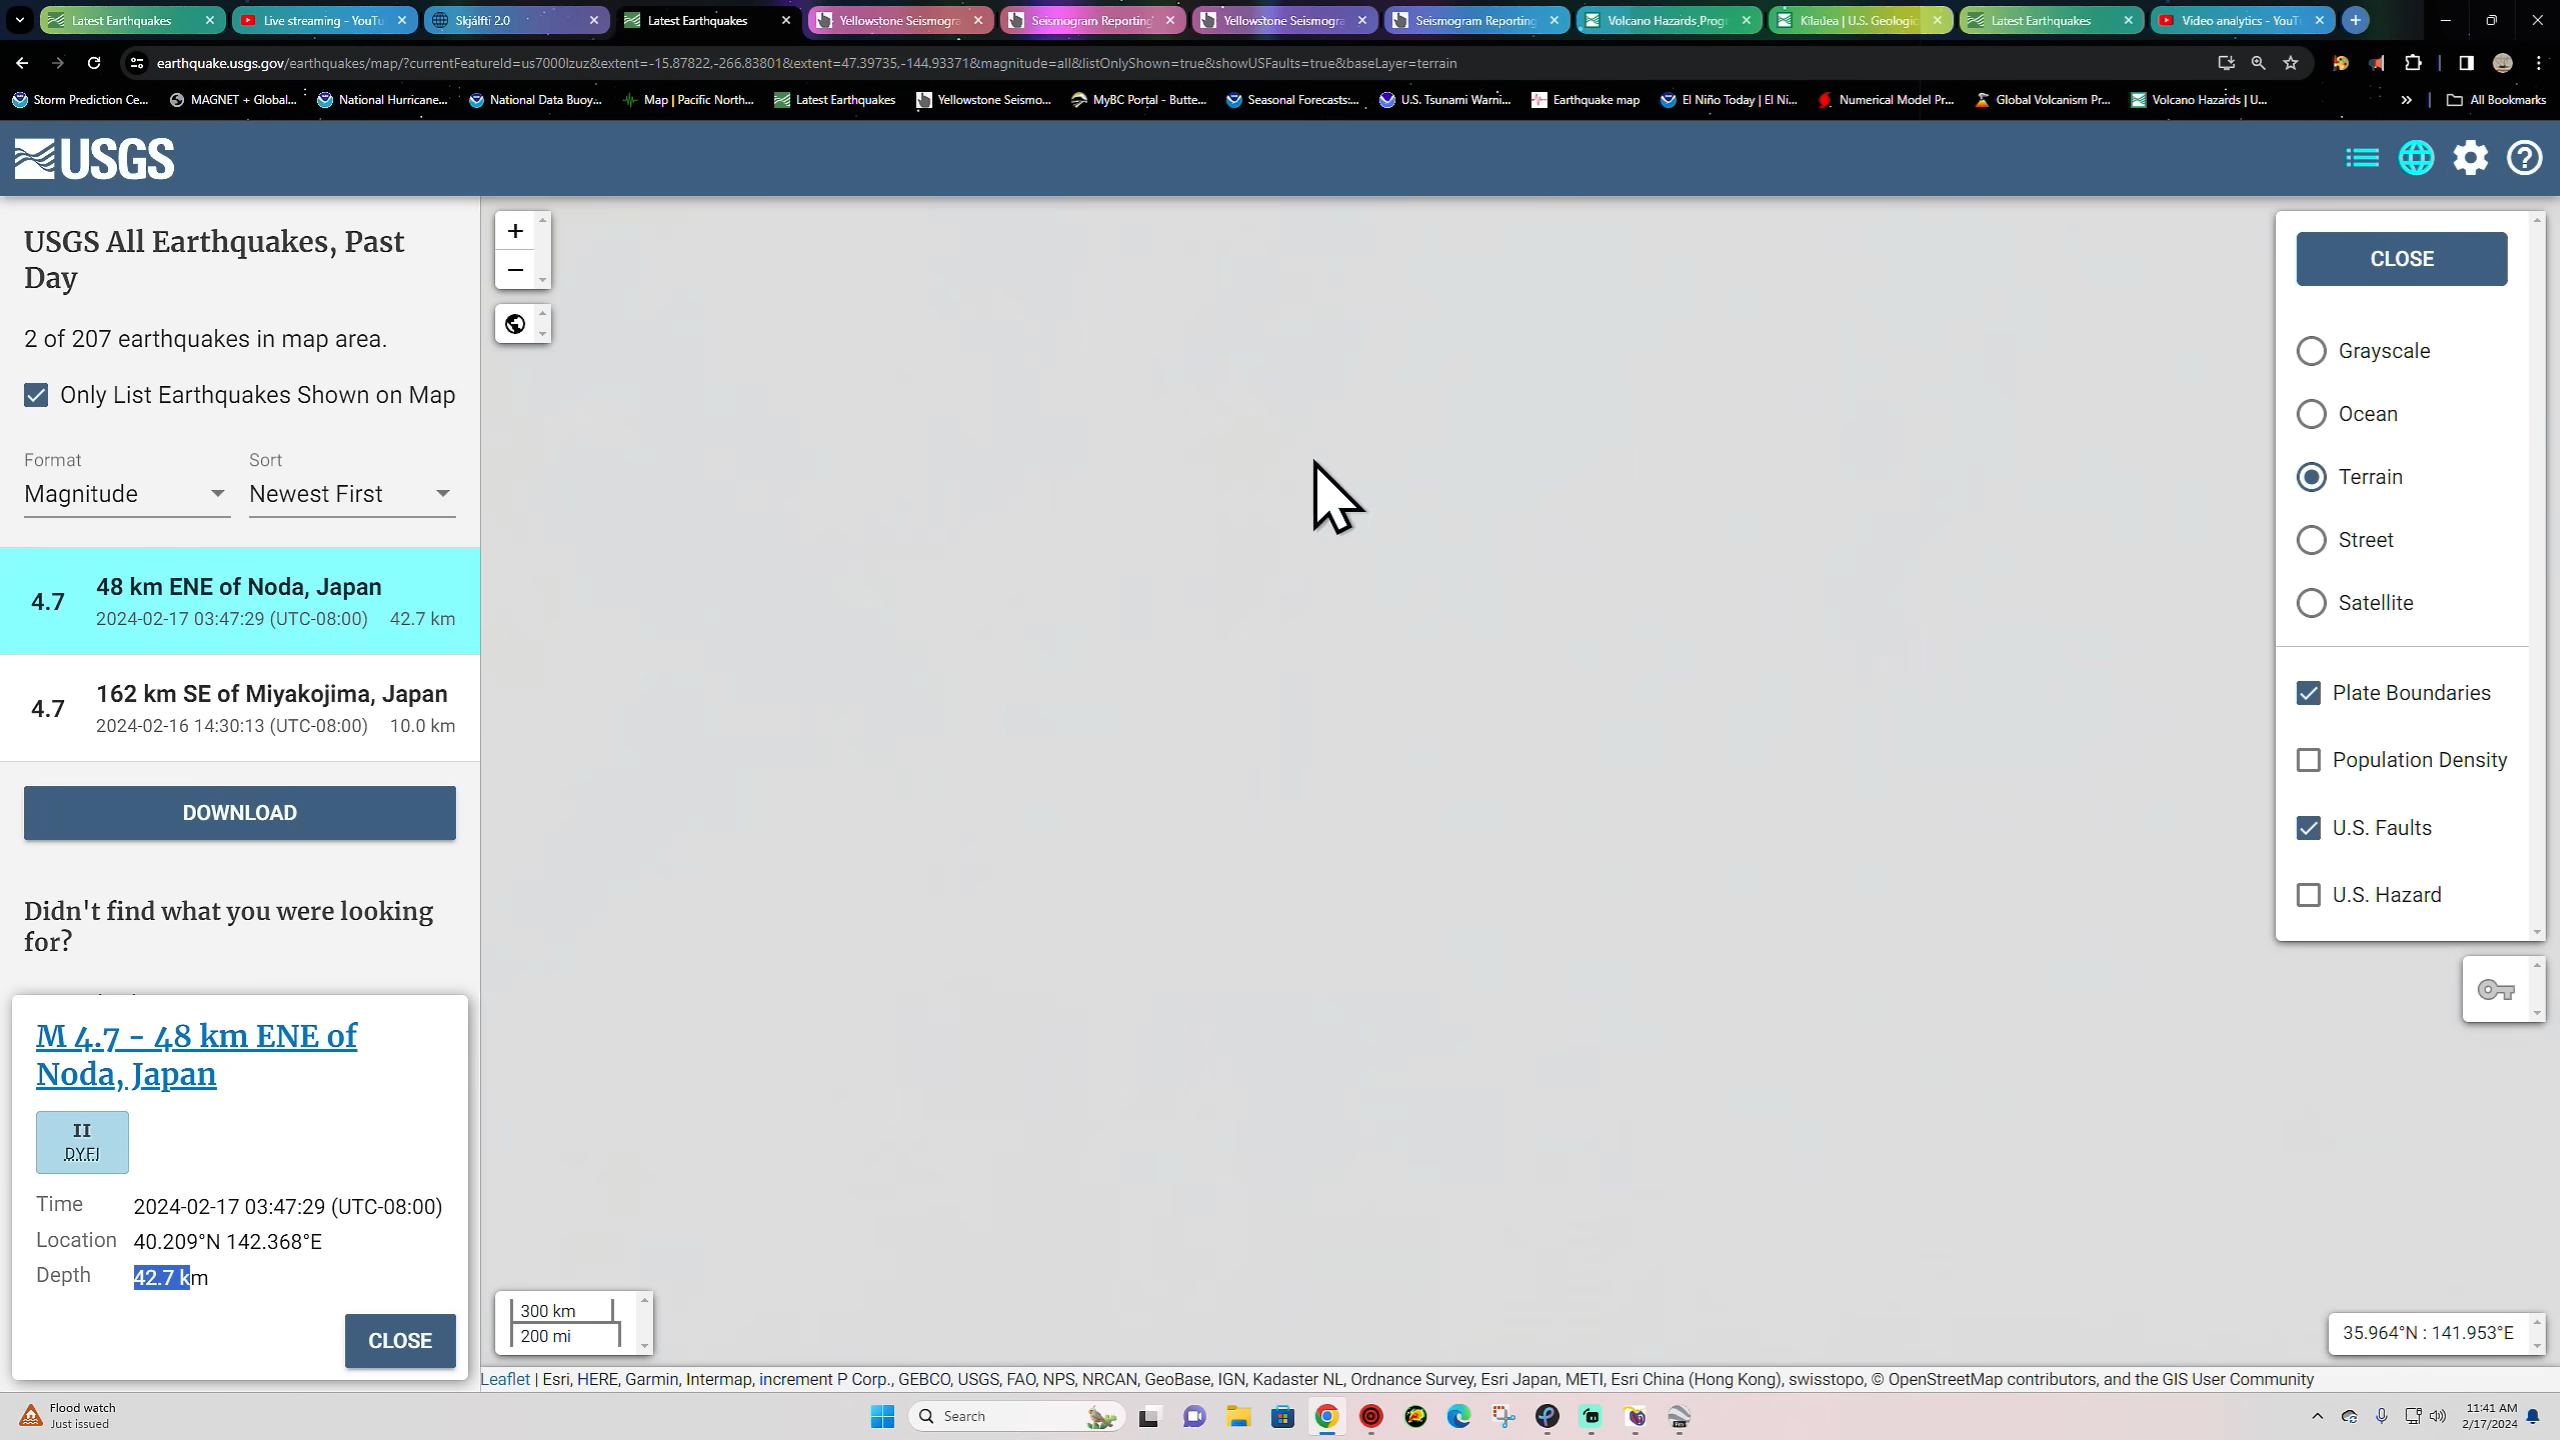 Latest Earthquakes
Live streaming - YouTu
Skjálfti 2.0
Latest Earthquakes
Yellowstone Seismogra
Seismogram Reporting
Yellowstone Seismogra
Seismogram Reporting
Volcano Hazards Prog
Kilauea | U.S. Geologic
Latest Earthquakes
Video analytics - YouT
earthquake.usgs.gov/earthquakes/map/?currentFeatureId=us7000lzuz&extent=-15.87822,-266.83801&extent=47.39735,-144.93371&magnitude=all&listOnlyShown=true&showUSFaults=true&baseLayer=terrain
Storm Prediction Ce...
MAGNET + Global...
National Hurricane...
National Data Buoy...
Map | Pacific North...
Latest Earthquakes
Yellowstone Seismo...
MyBC Portal - Butte...
Seasonal Forecasts:...
U.S. Tsunami Warni...
Earthquake map
El Niño Today | El Ni...
Numerical Model Pr...
Global Volcanism Pr...
Volcano Hazards | U...
All Bookmarks
USGS
USGS All Earthquakes, Past
Day
2 of 207 earthquakes in map area.
Only List Earthquakes Shown on Map
Format
Sort
Magnitude
Newest First
4.7
48 km ENE of Noda, Japan
2024-02-17 03:47:29 (UTC-08:00) 42.7 km
4.7
162 km SE of Miyakojima, Japan
2024-02-16 14:30:13 (UTC-08:00) 10.0 km
DOWNLOAD
Didn't find what you were looking
for?
M 4.7 - 48 km ENE of
Noda, Japan
II
DYFI
Time 2024-02-17 03:47:29 (UTC-08:00)
Location 40.209°N 142.368°E
Depth 42.7 km
CLOSE
+
−
300 km
200 mi
CLOSE
Grayscale
Ocean
Terrain
Street
Satellite
Plate Boundaries
Population Density
U.S. Faults
U.S. Hazard
35.964°N : 141.953°E
Leaflet | Esri, HERE, Garmin, Intermap, increment P Corp., GEBCO, USGS, FAO, NPS, NRCAN, GeoBase, IGN, Kadaster NL, Ordnance Survey, Esri Japan, METI, Esri China (Hong Kong), swisstopo, © OpenStreetMap contributors, and the GIS User Community
Flood watch
Just issued
Search
11:41 AM
2/17/2024